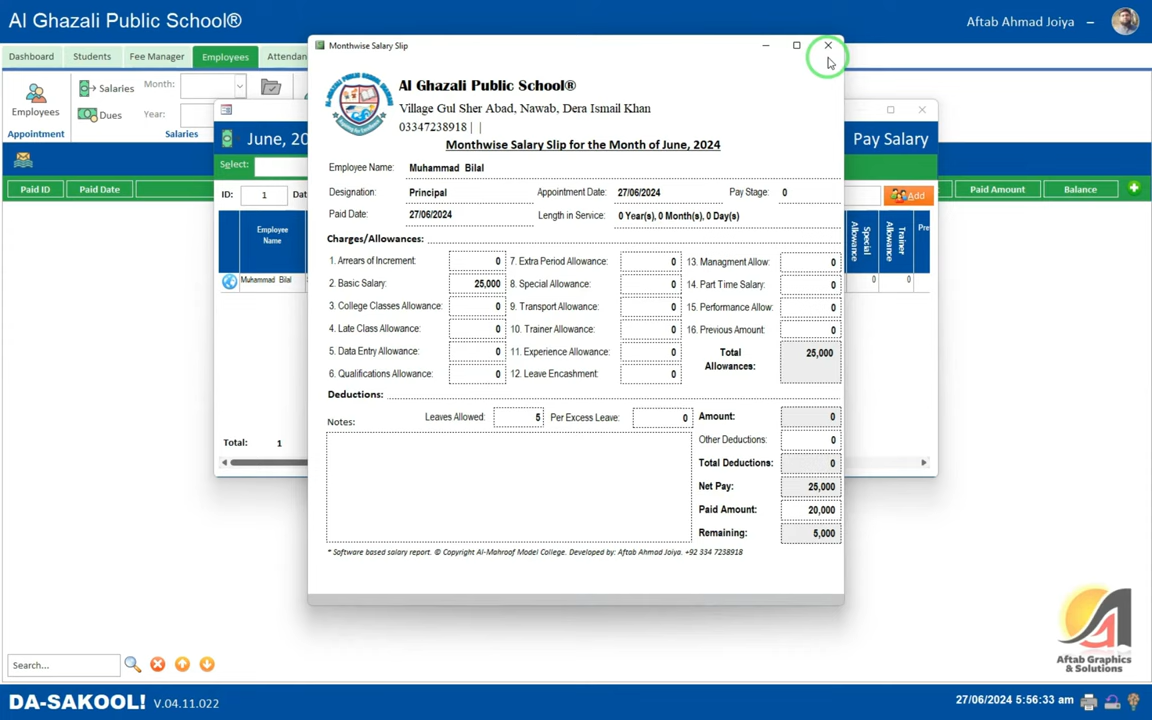 Al Ghazali Public School®
Aftab Ahmad Joiya
Dashboard
Students
Fee Manager
Employees
Attendan
Employees
Appointment
Salaries
Dues
Month:
Year:
Salaries
June, 20
Pay Salary
Select:
Paid ID
Paid Date
Paid Amount
Balance
ID:
1
Dat
Add
Employee
Name
Special
Allowance
Trainer
Allowance
Pre
Muhammad Bilal
0
0
Total:
1
Monthwise Salary Slip
Al Ghazali Public School®
Village Gul Sher Abad, Nawab, Dera Ismail Khan
03347238918 | |
Monthwise Salary Slip for the Month of June, 2024
Employee Name: Muhammad Bilal
Designation: Principal Appointment Date: 27/06/2024 Pay Stage: 0
Paid Date: 27/06/2024 Length in Service: 0 Year(s), 0 Month(s), 0 Day(s)
Charges/Allowances:
1. Arrears of Increment: 0 7. Extra Period Allowance: 0 13. Managment Allow: 0
2. Basic Salary: 25,000 8. Special Allowance: 0 14. Part Time Salary: 0
3. College Classes Allowance: 0 9. Transport Allowance: 0 15. Performance Allow: 0
4. Late Class Allowance: 0 10. Trainer Allowance: 0 16. Previous Amount: 0
5. Data Entry Allowance: 0 11. Experience Allowance: 0 Total 25,000
Allowances:
6. Qualifications Allowance: 0 12. Leave Encashment: 0
Deductions:
Notes: Leaves Allowed: 5 Per Excess Leave: 0 Amount: 0
Other Deductions: 0
Total Deductions: 0
Net Pay: 25,000
Paid Amount: 20,000
Remaining: 5,000
* Software based salary report. © Copyright Al-Mahroof Model College. Developed by: Aftab Ahmad Joiya. +92 334 7238918
Search...
Aftab Graphics
& Solutions
DA-SAKOOL! V.04.11.022
27/06/2024 5:56:33 am